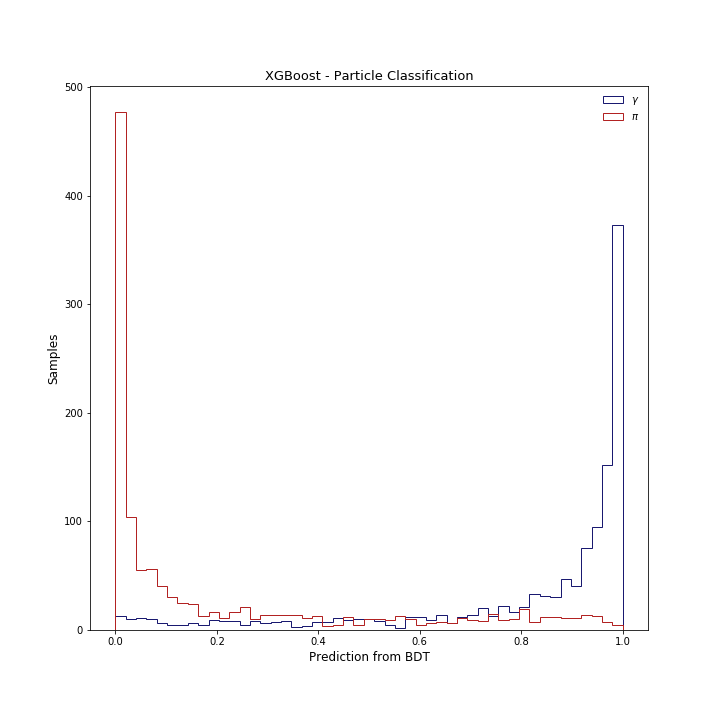 XGBoost - Particle Classification
γ
π
Samples
500
400
300
200
100
0
0.0 0.2 0.4 0.6 0.8 1.0
Prediction from BDT